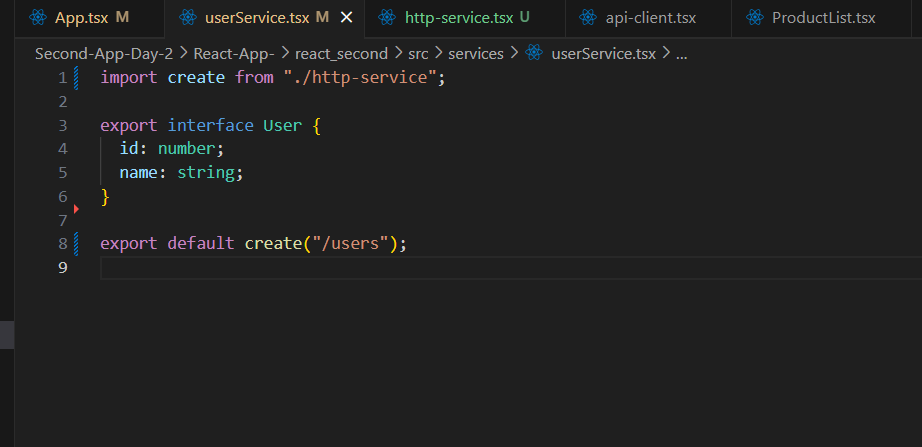 App.tsx M userService.tsx M × http-service.tsx U api-client.tsx ProductList.tsx
Second-App-Day-2 > React-App- > react_second > src > services > userService.tsx > ...
1 import create from "./http-service";
2
3 export interface User {
4 id: number;
5 name: string;
6 }
7
8 export default create("/users");
9